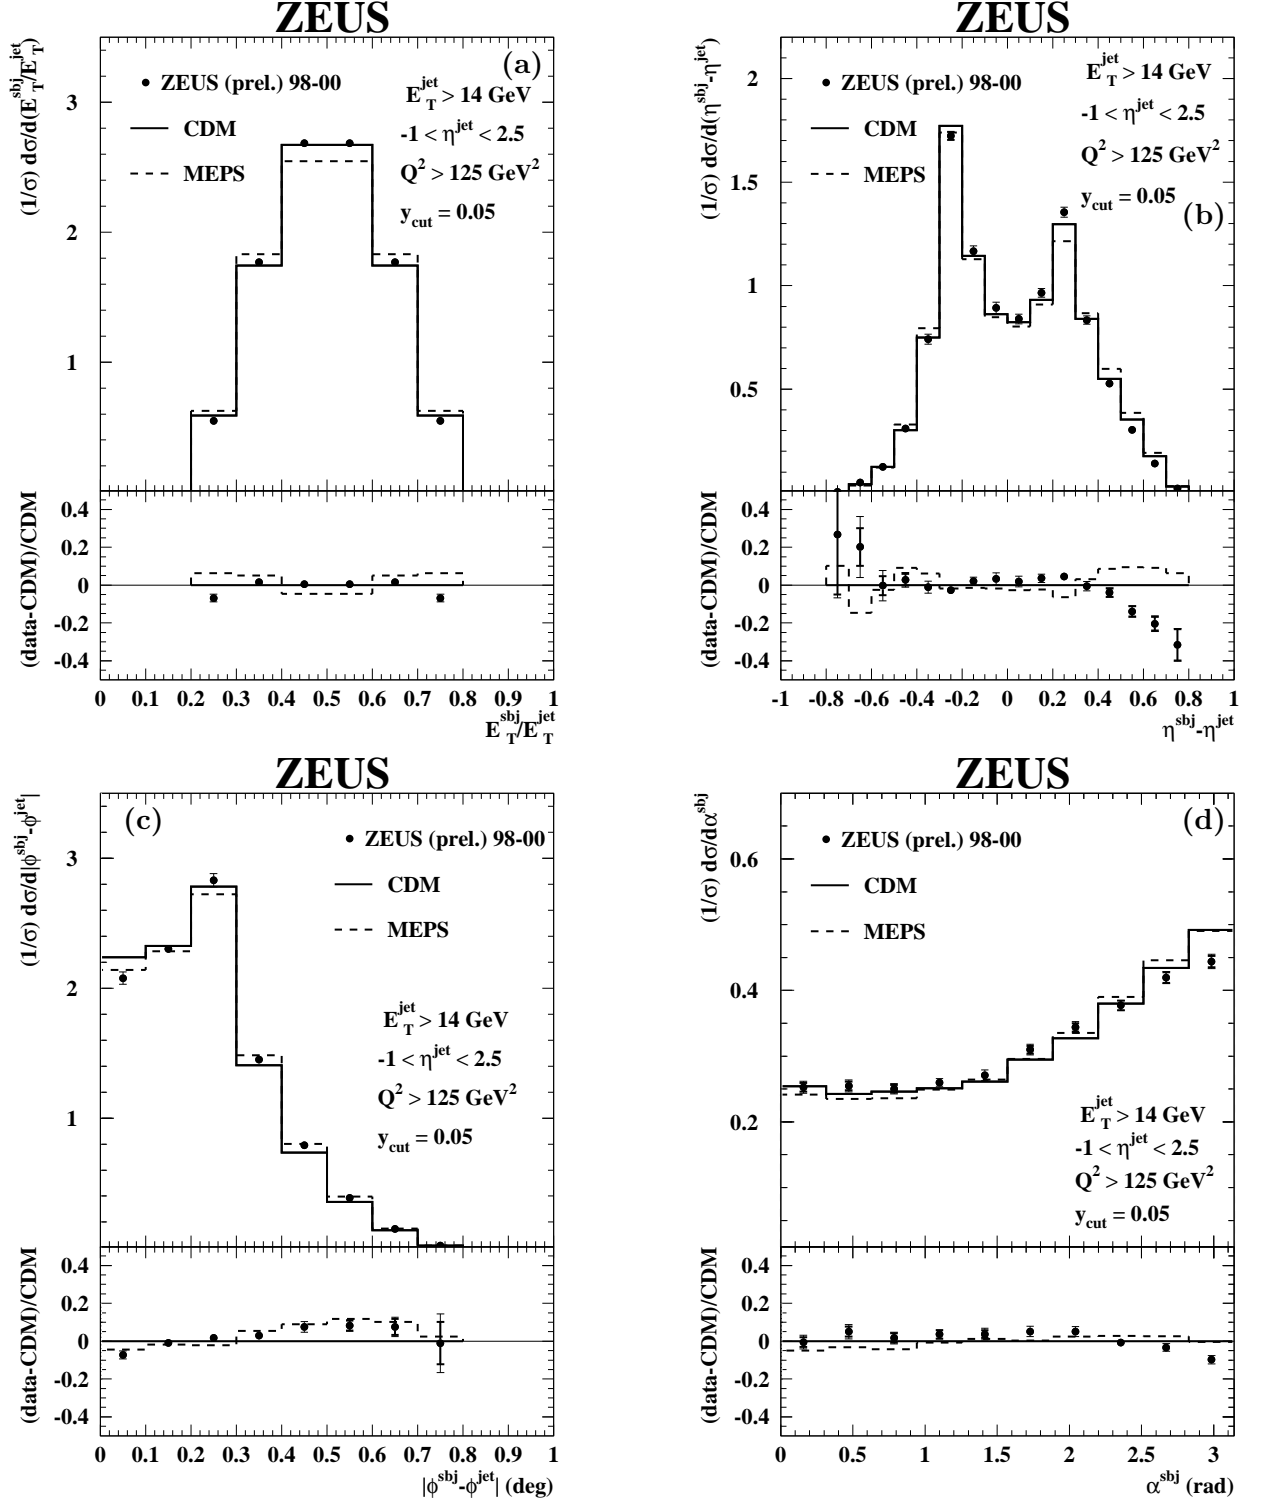 ZEUS
(1/σ) dσ/d(E_T^sbj/E_T^jet)
3
2
1
(a)
ZEUS (prel.) 98-00
CDM
MEPS
E_T^jet > 14 GeV
-1 < η^jet < 2.5
Q^2 > 125 GeV^2
y_cut = 0.05
(data-CDM)/CDM
0.4
0.2
0
-0.2
-0.4
0 0.1 0.2 0.3 0.4 0.5 0.6 0.7 0.8 0.9 1
E_T^sbj/E_T^jet
ZEUS
(1/σ) dσ/d(η^sbj-η^jet)
2
1.5
1
0.5
ZEUS (prel.) 98-00
CDM
MEPS
E_T^jet > 14 GeV
-1 < η^jet < 2.5
Q^2 > 125 GeV^2
y_cut = 0.05
(b)
(data-CDM)/CDM
0.4
0.2
0
-0.2
-0.4
-1 -0.8 -0.6 -0.4 -0.2 0 0.2 0.4 0.6 0.8 1
η^sbj-η^jet
ZEUS
(1/σ) dσ/d|ϕ^sbj-ϕ^jet|
3
2
1
(c)
ZEUS (prel.) 98-00
CDM
MEPS
E_T^jet > 14 GeV
-1 < η^jet < 2.5
Q^2 > 125 GeV^2
y_cut = 0.05
(data-CDM)/CDM
0.4
0.2
0
-0.2
-0.4
0 0.1 0.2 0.3 0.4 0.5 0.6 0.7 0.8 0.9 1
|ϕ^sbj-ϕ^jet| (deg)
ZEUS
(1/σ) dσ/dα^sbj
0.6
0.4
0.2
(d)
ZEUS (prel.) 98-00
CDM
MEPS
E_T^jet > 14 GeV
-1 < η^jet < 2.5
Q^2 > 125 GeV^2
y_cut = 0.05
(data-CDM)/CDM
0.4
0.2
0
-0.2
-0.4
0 0.5 1 1.5 2 2.5 3
α^sbj (rad)